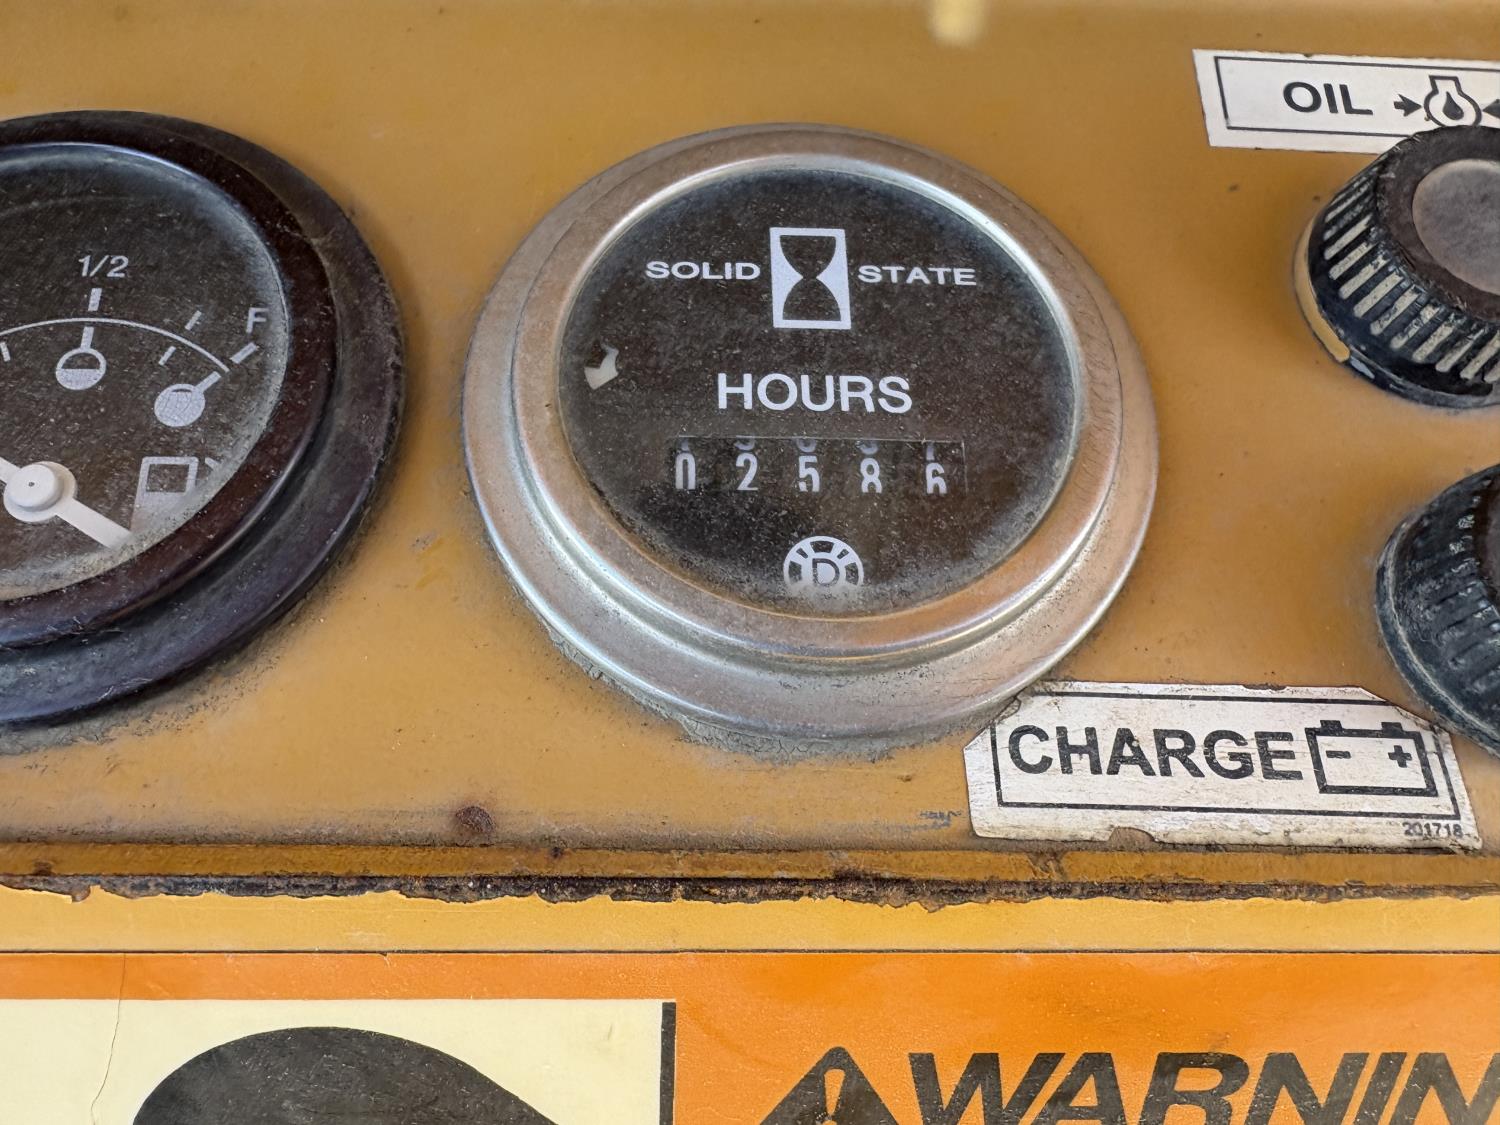 OIL
1/2
F
SOLID STATE
HOURS
02586
D
CHARGE - +
201718
WARNIN